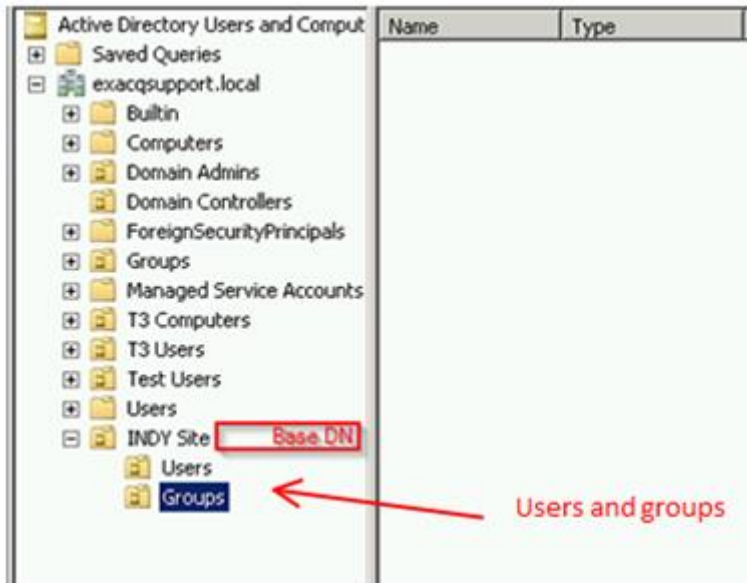 Active Directory Users and Comput
Name Type
Saved Queries
exacqsupport.local
Builtin
Computers
Domain Admins
Domain Controllers
ForeignSecurityPrincipals
Groups
Managed Service Accounts
T3 Computers
T3 Users
Test Users
Users
INDY Site Base DN
Users
Groups
Users and groups